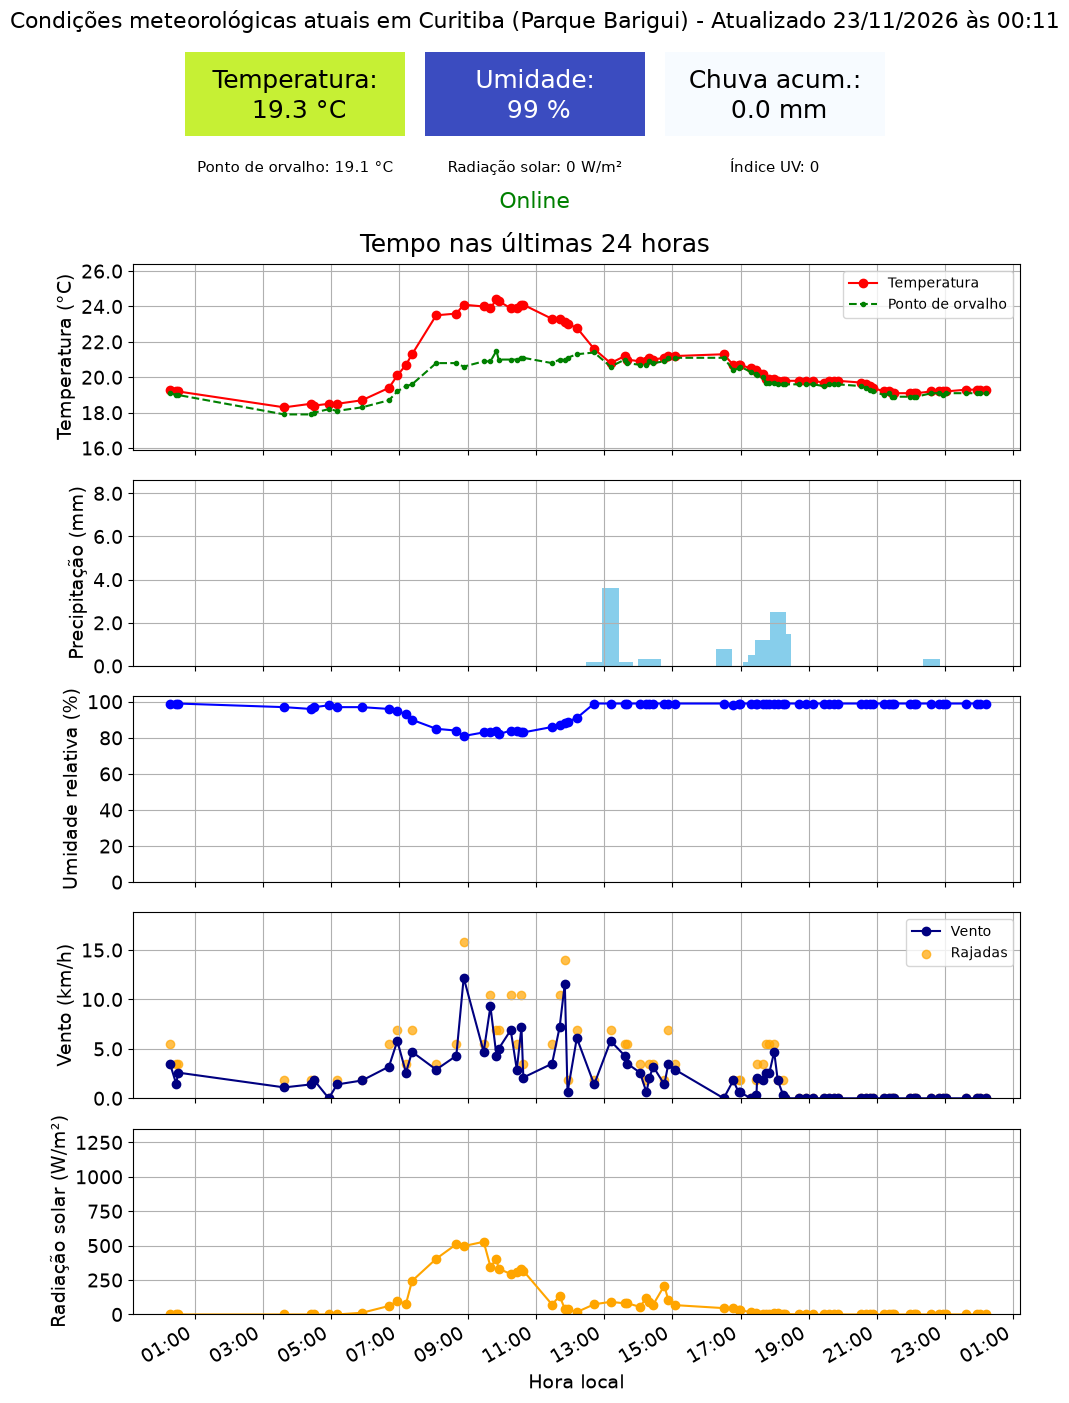 Condições meteorológicas atuais em Curitiba (Parque Barigui) - Atualizado 23/11/2026 às 00:11
Temperatura:
19.3 °C
Umidade:
99 %
Chuva acum.:
0.0 mm
Ponto de orvalho: 19.1 °C
Radiação solar: 0 W/m²
Índice UV: 0
Online
Tempo nas últimas 24 horas
Temperatura (°C)
26.0
24.0
22.0
20.0
18.0
16.0
Temperatura
Ponto de orvalho
Precipitação (mm)
8.0
6.0
4.0
2.0
0.0
Umidade relativa (%)
100
80
60
40
20
0
Vento (km/h)
15.0
10.0
5.0
0.0
Vento
Rajadas
Radiação solar (W/m²)
1250
1000
750
500
250
0
01:00 03:00 05:00 07:00 09:00 11:00 13:00 15:00 17:00 19:00 21:00 23:00 01:00
Hora local